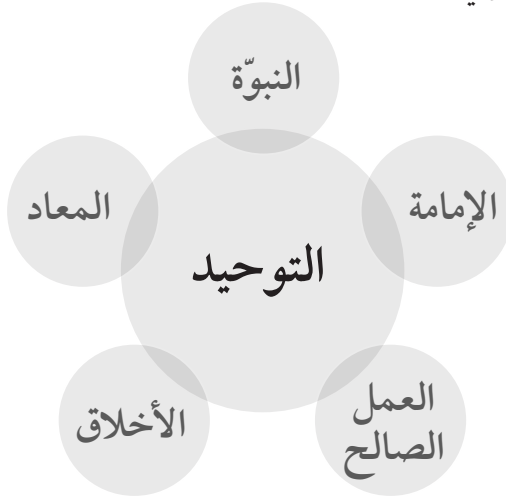 النبوّة
الإمامة
المعاد
التوحيد
العمل
الصالح
الأخلاق